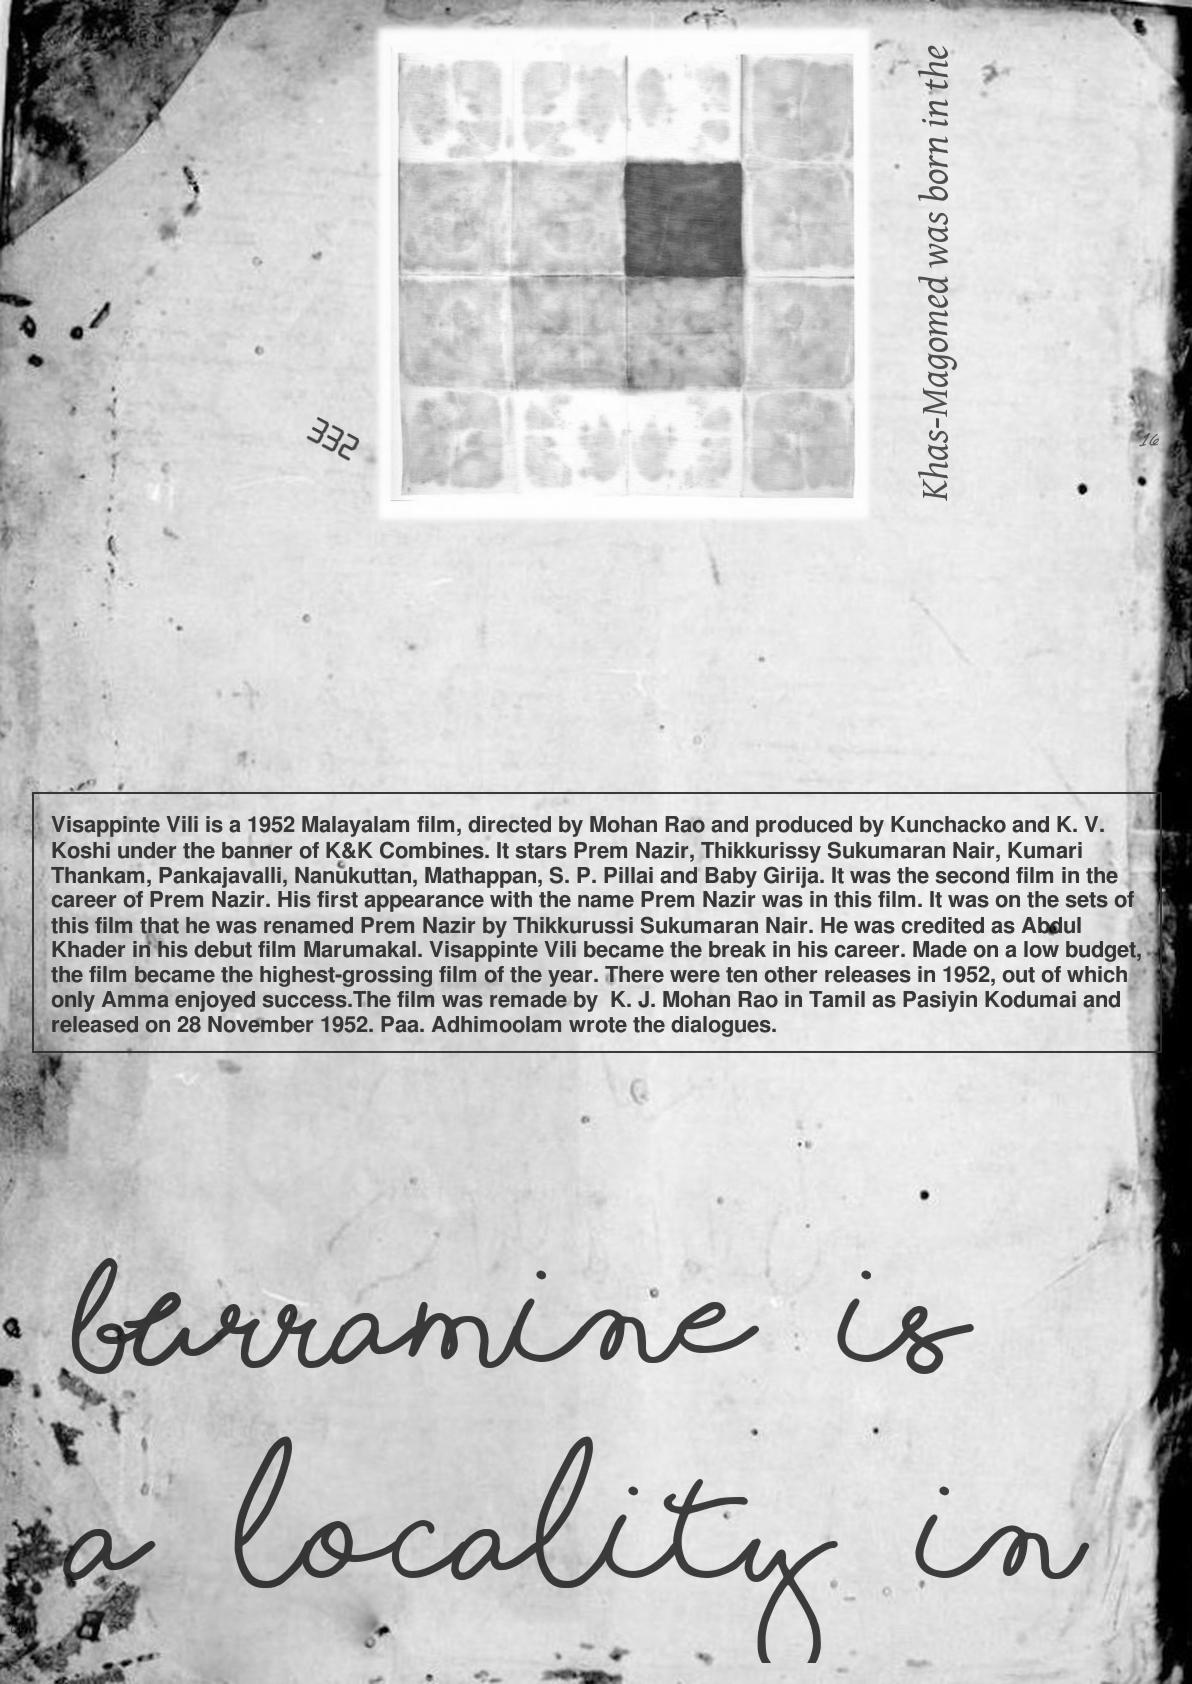 Khas-Magomed was born in the
332
16
Visappinte Vili is a 1952 Malayalam film, directed by Mohan Rao and produced by Kunchacko and K. V.
Koshi under the banner of K&K Combines. It stars Prem Nazir, Thikkurissy Sukumaran Nair, Kumari
Thankam, Pankajavalli, Nanukuttan, Mathappan, S. P. Pillai and Baby Girija. It was the second film in the
career of Prem Nazir. His first appearance with the name Prem Nazir was in this film. It was on the sets of
this film that he was renamed Prem Nazir by Thikkurussi Sukumaran Nair. He was credited as Abdul
Khader in his debut film Marumakal. Visappinte Vili became the break in his career. Made on a low budget,
the film became the highest-grossing film of the year. There were ten other releases in 1952, out of which
only Amma enjoyed success.The film was remade by  K. J. Mohan Rao in Tamil as Pasiyin Kodumai and
released on 28 November 1952. Paa. Adhimoolam wrote the dialogues.
berramine is
a locality in